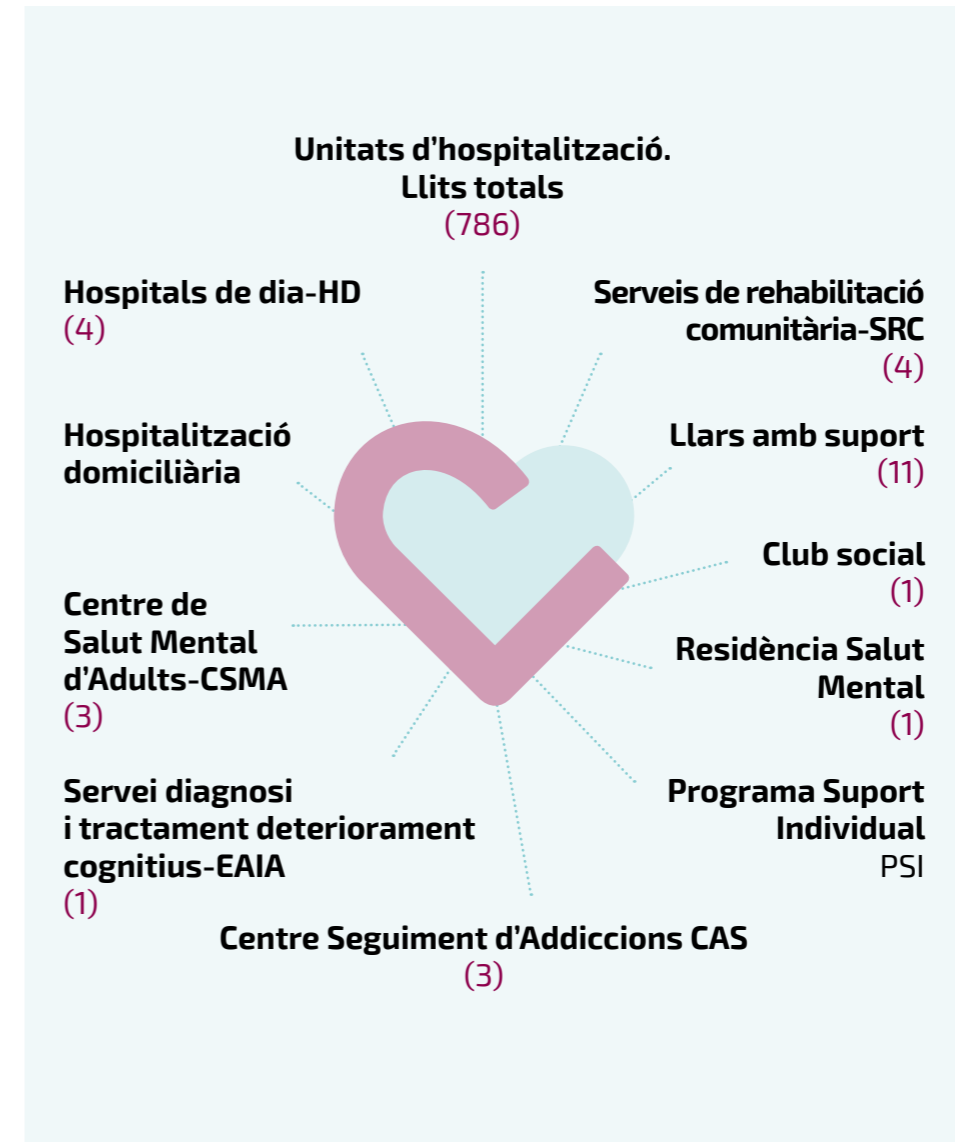 Unitats d’hospitalització.
Llits totals
(786)
Hospitals de dia-HD
(4)
Serveis de rehabilitació
comunitària-SRC
(4)
Hospitalització
domiciliària
Llars amb suport
(11)
Club social
(1)
Centre de
Salut Mental
d’Adults-CSMA
(3)
Residència Salut
Mental
(1)
Servei diagnosi
i tractament deteriorament
cognitius-EAIA
(1)
Programa Suport
Individual
PSI
Centre Seguiment d’Addiccions CAS
(3)